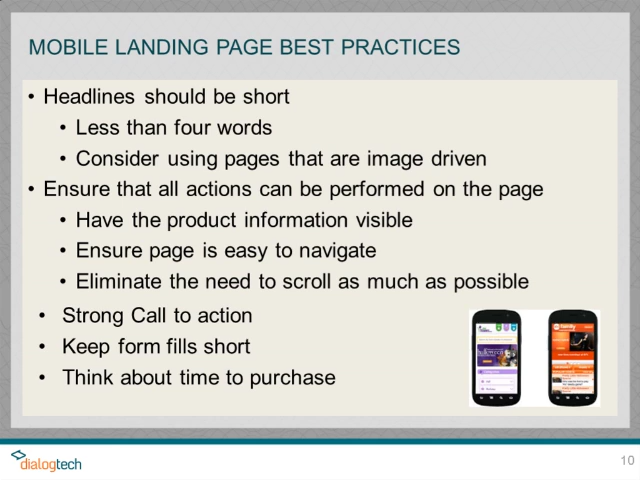 MOBILE LANDING PAGE BEST PRACTICES
• Headlines should be short
• Less than four words
• Consider using pages that are image driven
• Ensure that all actions can be performed on the page
• Have the product information visible
• Ensure page is easy to navigate
• Eliminate the need to scroll as much as possible
• Strong Call to action
• Keep form fills short
• Think about time to purchase
dialogtech
10